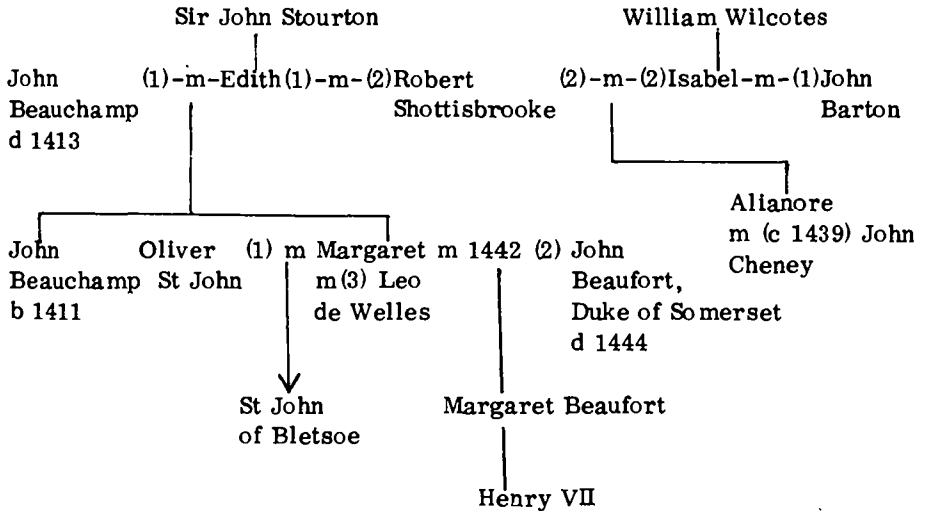 Sir John Stourton William Wilcotes
John (1)-m-Edith(1)-m-(2)Robert (2)-m-(2)Isabel-m-(1)John
Beauchamp Shottisbrooke Barton
d 1413
Alianore
m (c 1439) John
Cheney
John Oliver (1) m Margaret m 1442 (2) John
Beauchamp St John m(3) Leo Beaufort,
b 1411 de Welles Duke of Somerset
d 1444
St John Margaret Beaufort
of Bletsoe
Henry VII